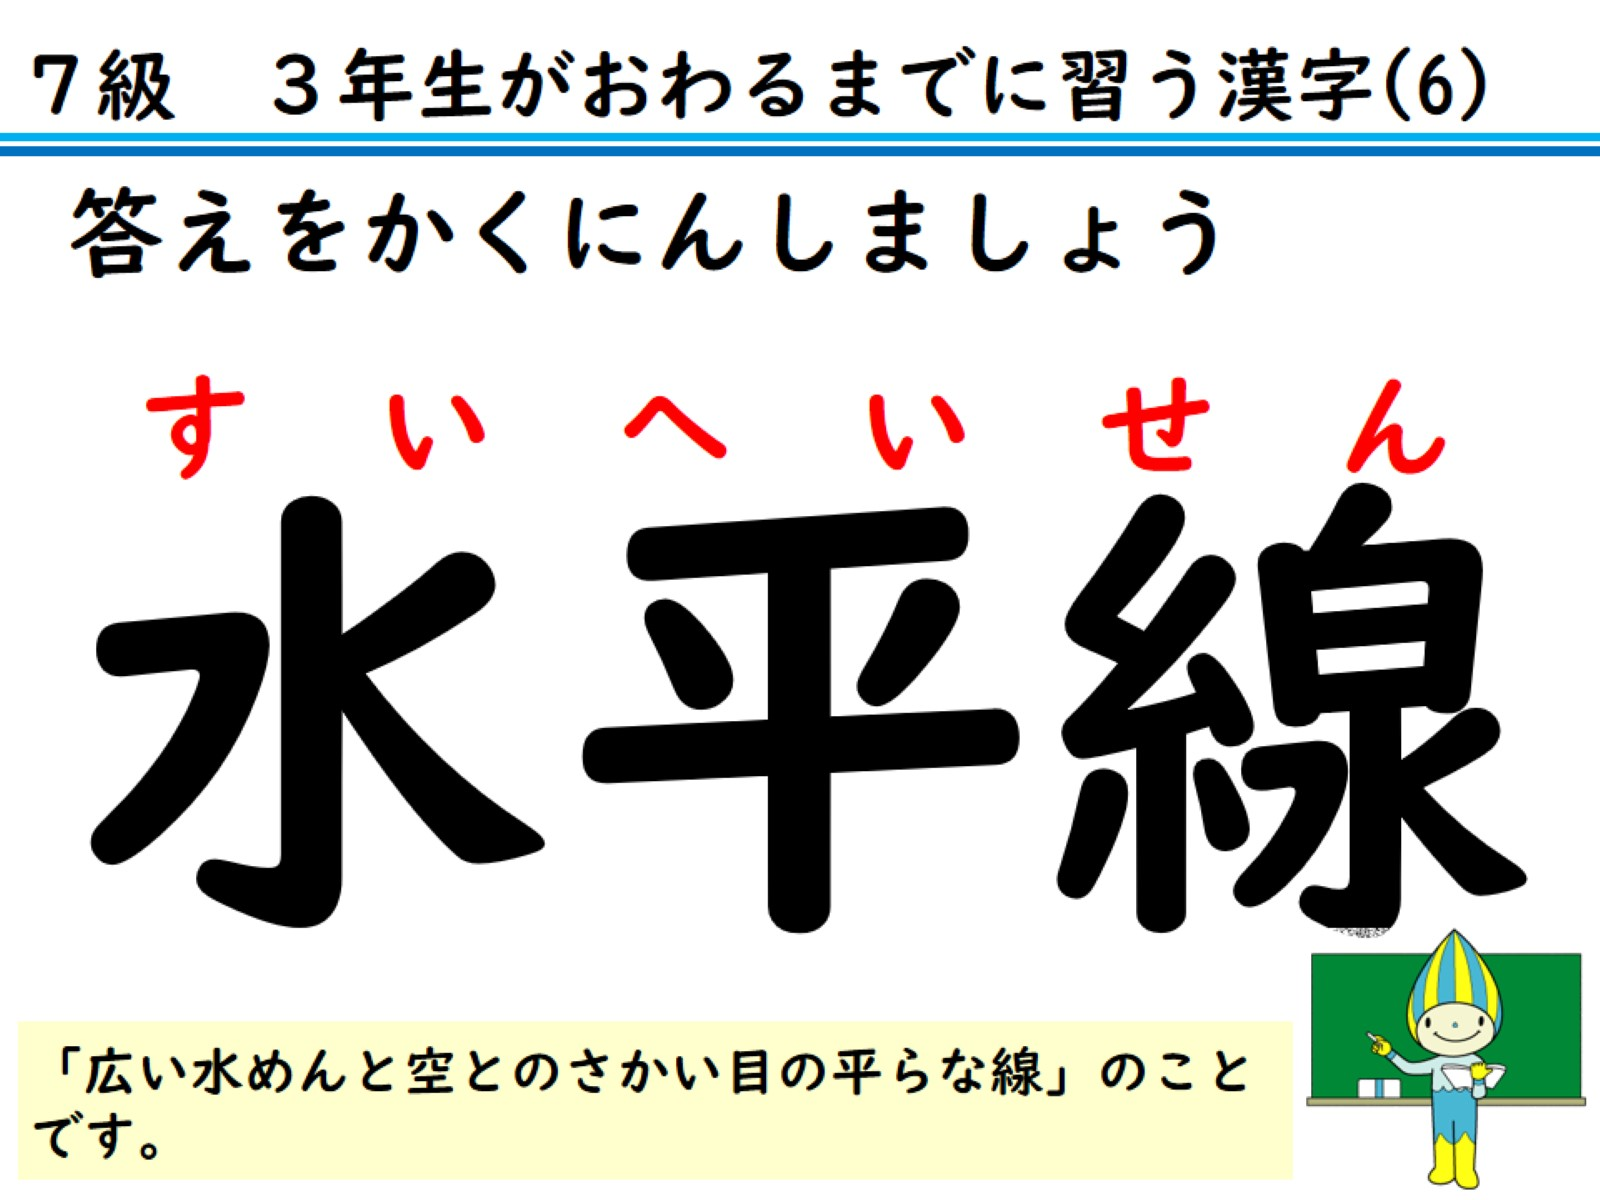 ７級　３年生がおわるまでに習う漢字(6)
答えをかくにんしましょう
すいへいせん
水平線
「広い水めんと空とのさかい目の平らな線」のこと
です。